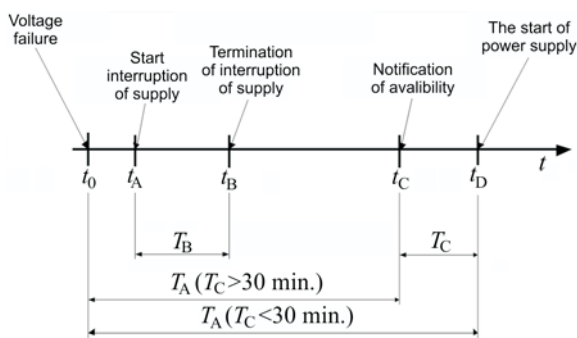 Voltage
failure
Start
interruption
of supply
Termination
of interruption
of supply
Notification
of avalibility
The start of
power supply
t0
tA
tB
tC
tD
t
TB
TC
TA (TC>30 min.)
TA (TC<30 min.)